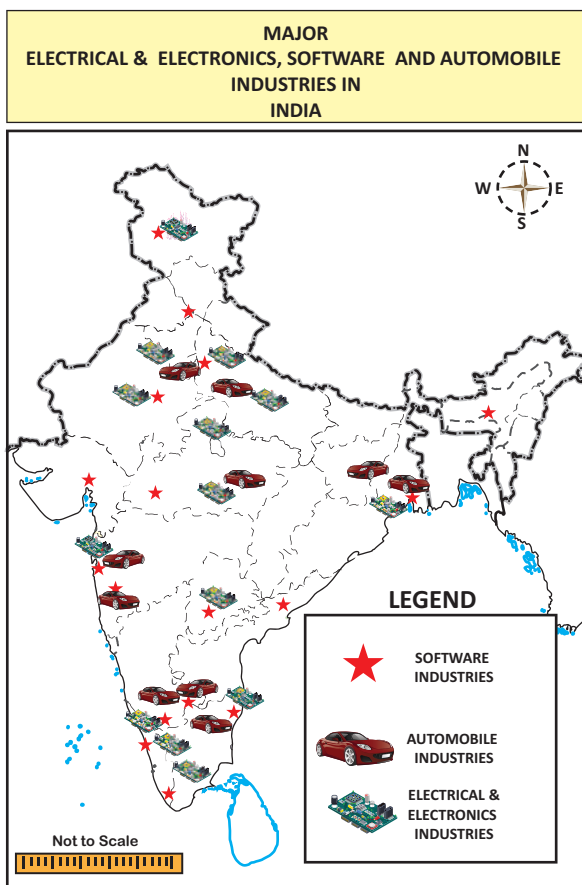 MAJOR
ELECTRICAL & ELECTRONICS, SOFTWARE AND AUTOMOBILE
INDUSTRIES IN
INDIA
N
W E
S
LEGEND
SOFTWARE
INDUSTRIES
AUTOMOBILE
INDUSTRIES
ELECTRICAL &
ELECTRONICS
INDUSTRIES
Not to Scale